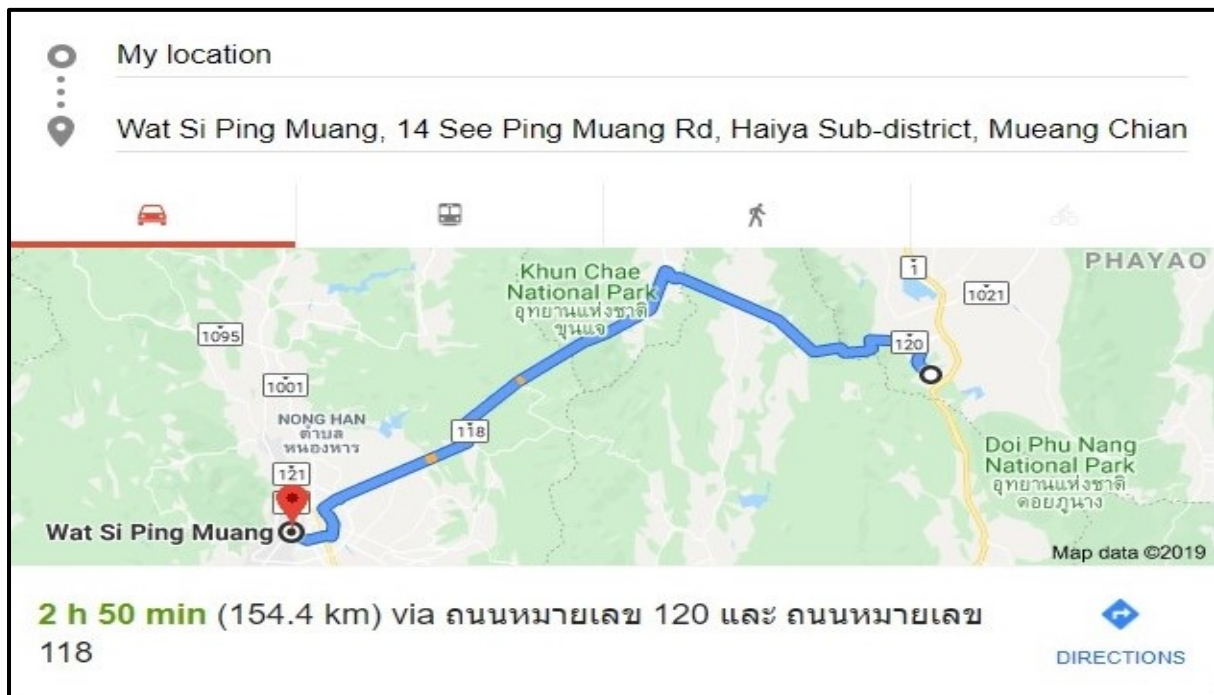 My location
Wat Si Ping Muang, 14 See Ping Muang Rd, Haiya Sub-district, Mueang Chian
1
PHAYAO
Khun Chae
National Park
อุทยานแห่งชาติ
ขุนแจ
1021
1095
120
1001
NONG HAN
ตำบล
หนองหาร
118
Doi Phu Nang
National Park
อุทยานแห่งชาติ
ดอยภูนาง
121
Wat Si Ping Muang
Map data ©2019
2 h 50 min (154.4 km) via ถนนหมายเลข 120 และ ถนนหมายเลข
118
DIRECTIONS